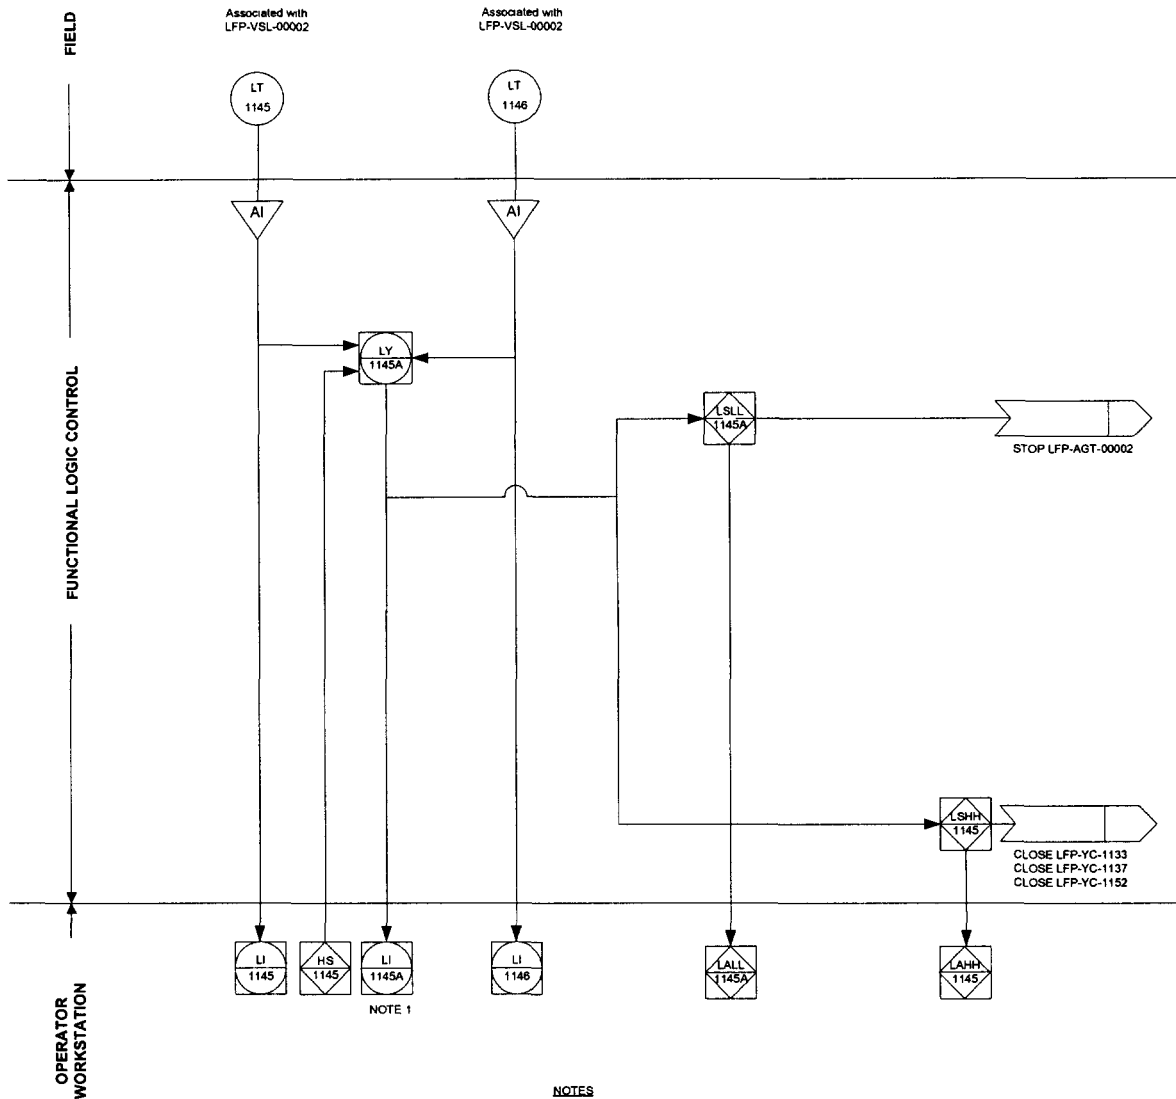 FIELD
Associated with
LFP-VSL-00002
Associated with
LFP-VSL-00002
LT
1145
LT
1146
AI
AI
FUNCTIONAL LOGIC CONTROL
LY
1145A
LSLL
1145A
STOP LFP-AGT-00002
LSHH
1145
CLOSE LFP-YC-1133
CLOSE LFP-YC-1137
CLOSE LFP-YC-1152
OPERATOR
WORKSTATION
LI
1145
HS
1145
LI
1145A
LI
1146
LALL
1145A
LAHH
1145
NOTE 1
NOTES